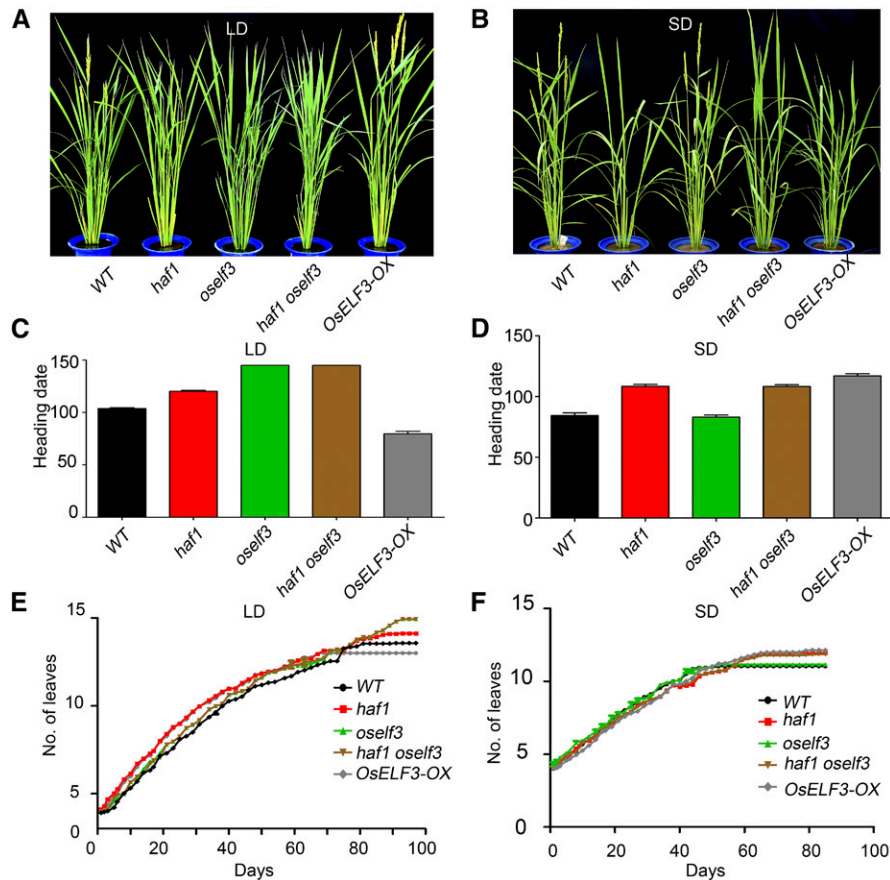 A
LD
WT
haf1
oself3
haf1 oself3
OsELF3-OX
B
SD
WT
haf1
oself3
haf1 oself3
OsELF3-OX
C
LD
Heading date
150
100
50
0
WT
haf1
oself3
haf1 oself3
OsELF3-OX
D
SD
Heading date
150
100
50
0
WT
haf1
oself3
haf1 oself3
OsELF3-OX
E
LD
No. of leaves
15
10
5
0
WT
haf1
oself3
haf1 oself3
OsELF3-OX
0 20 40 60 80 100
Days
F
SD
No. of leaves
15
10
5
0
WT
haf1
oself3
haf1 oself3
OsELF3-OX
0 20 40 60 80 100
Days